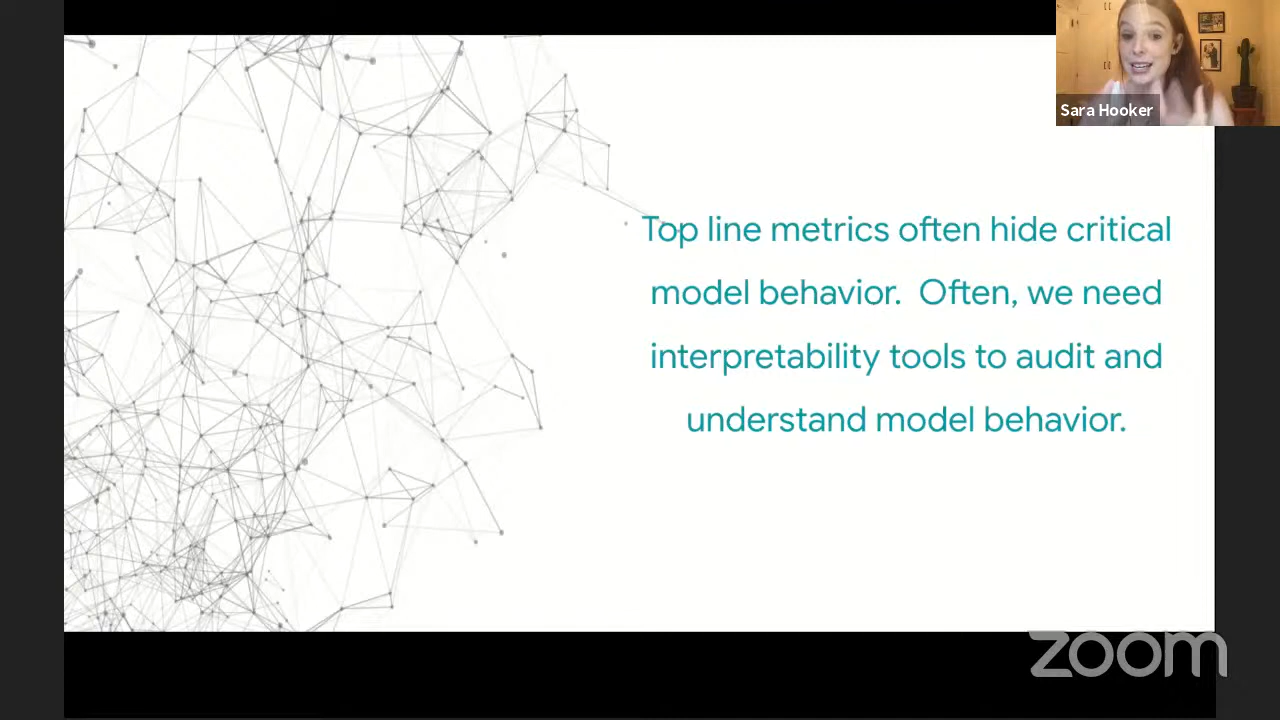 Sara Hooker
Top line metrics often hide critical
model behavior.  Often, we need
interpretability tools to audit and
understand model behavior.
zoom